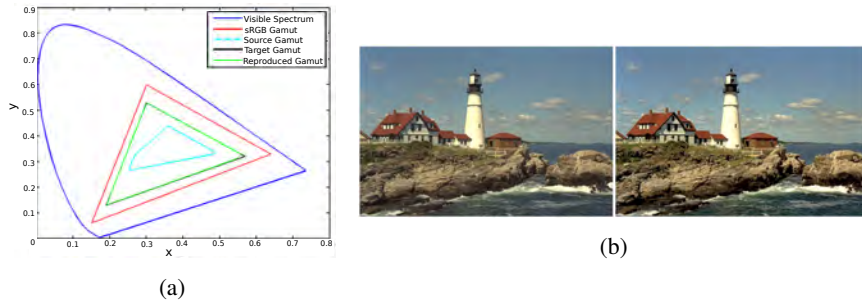 0.9
0.8
0.7
0.6
0.5
0.4
0.3
0.2
0.1
0
y
0 0.1 0.2 0.3 0.4 0.5 0.6 0.7 0.8
x
Visible Spectrum
sRGB Gamut
Source Gamut
Target Gamut
Reproduced Gamut
(a)
(b)